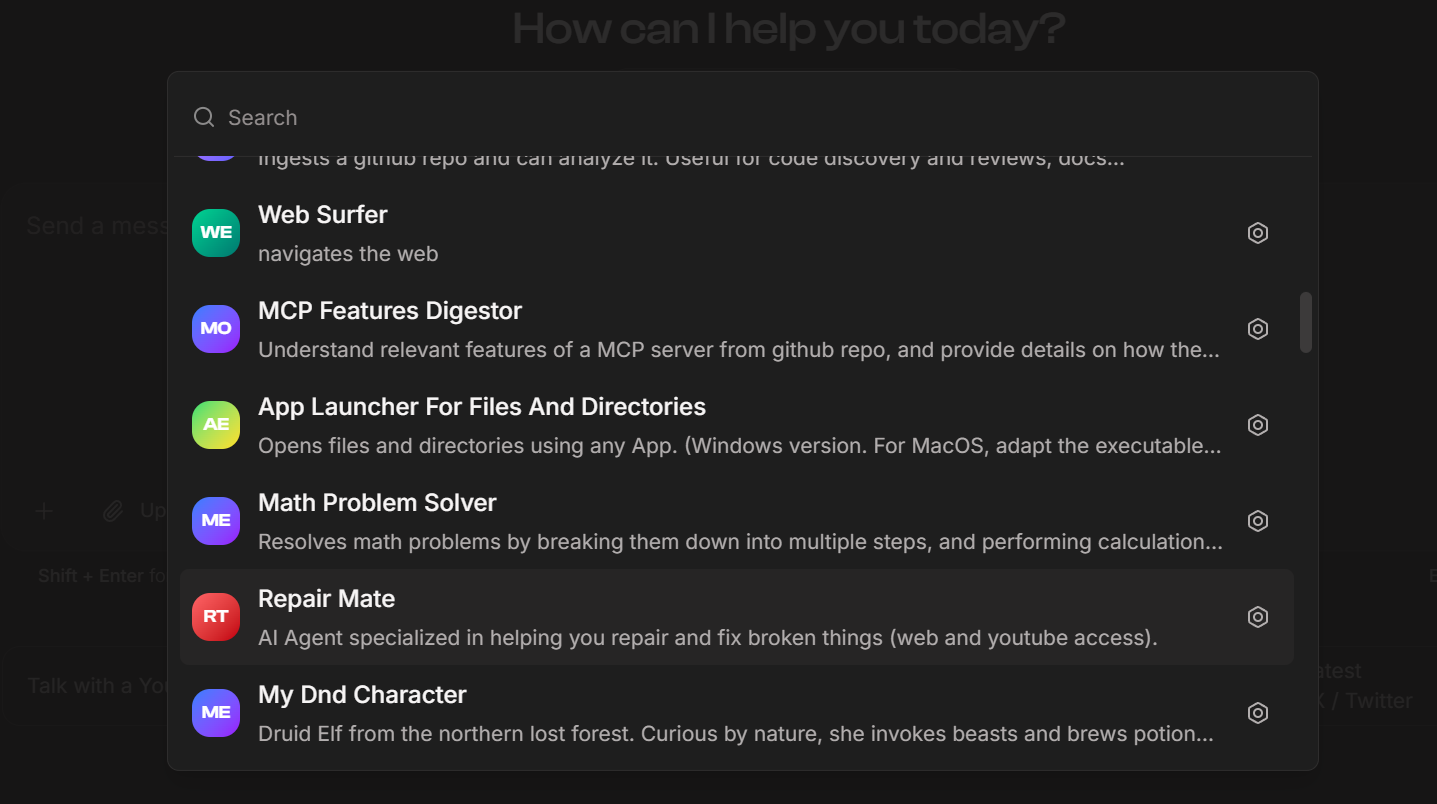 How can I help you today?
Search
Ingests a github repo and can analyze it. Useful for code discovery and reviews, docs...
Send a mess
WE
Web Surfer
navigates the web
MO
MCP Features Digestor
Understand relevant features of a MCP server from github repo, and provide details on how the...
AE
App Launcher For Files And Directories
Opens files and directories using any App. (Windows version. For MacOS, adapt the executable...
ME
Math Problem Solver
Resolves math problems by breaking them down into multiple steps, and performing calculation...
Up
Shift + Enter fo
RT
Repair Mate
AI Agent specialized in helping you repair and fix broken things (web and youtube access).
Talk with a You
atest
X / Twitter
ME
My Dnd Character
Druid Elf from the northern lost forest. Curious by nature, she invokes beasts and brews potion...